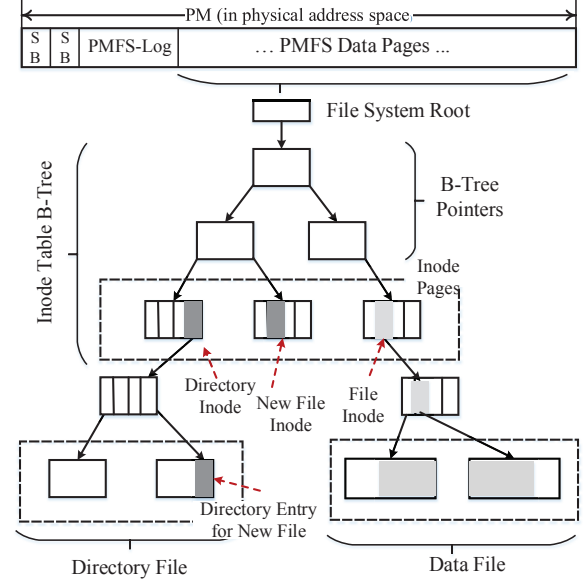 PM (in physical address space
S
B
S
B
PMFS-Log
... PMFS Data Pages ...
File System Root
Inode Table B-Tree
B-Tree
Pointers
Inode
Pages
Directory
Inode
New File
Inode
File
Inode
Directory Entry
for New File
Directory File
Data File